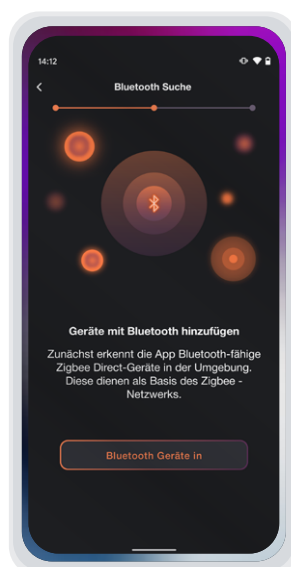 14:12
Bluetooth Suche
Geräte mit Bluetooth hinzufügen
Zunächst erkennt die App Bluetooth-fähige
Zigbee Direct-Geräte in der Umgebung.
Diese dienen als Basis des Zigbee -
Netzwerks.
Bluetooth Geräte in